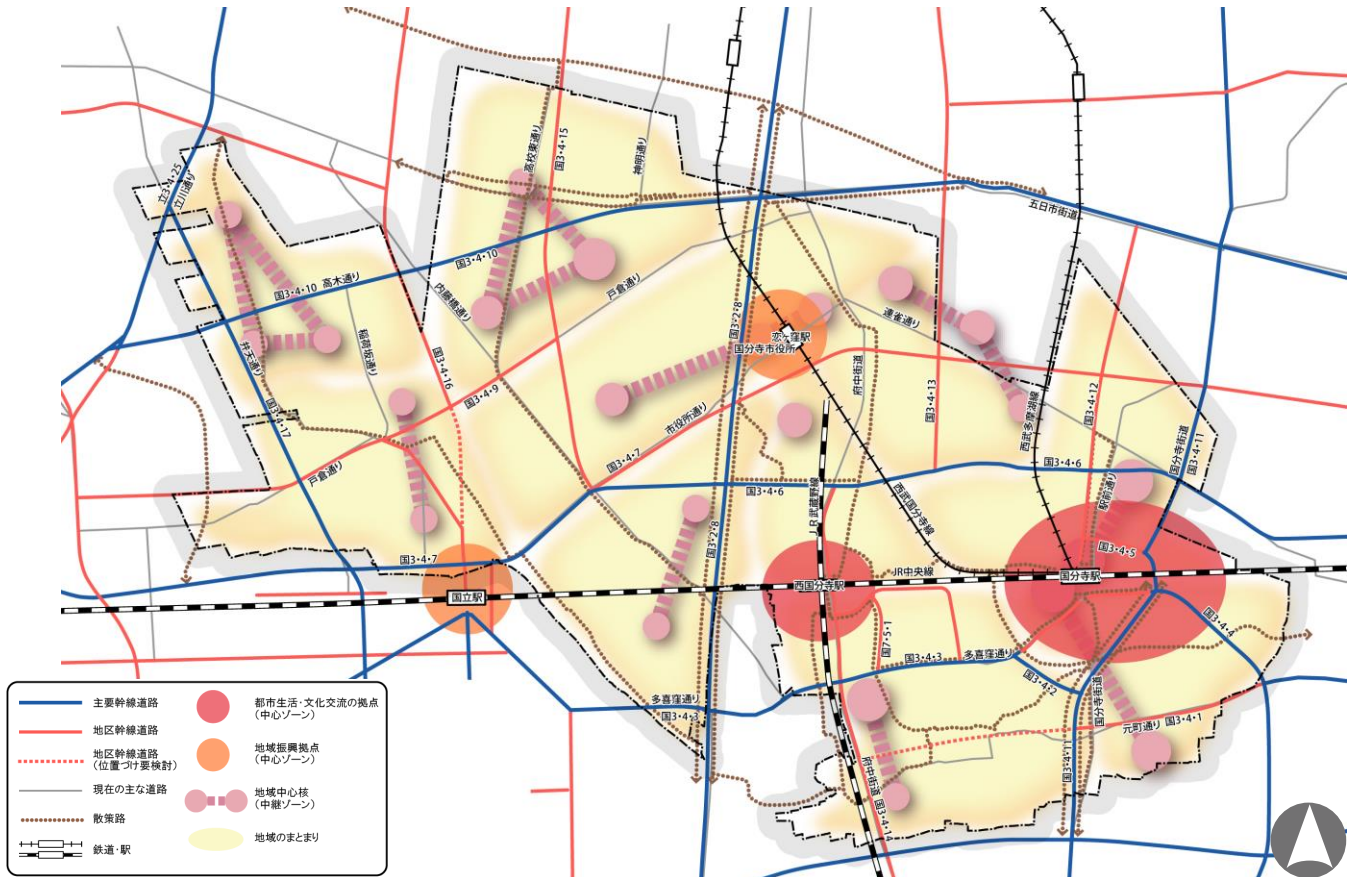 高校東通り
国3・4・15
神明通り
立3・4・25
立川通り
五日市街道
国3・4・10 高木通り
国3・4・10
内藤橋通り
戸倉通り
国3・2・8
恋ヶ窪駅
国分寺市役所
連雀通り
弁天通り
稲荷坂通り
国3・4・16
国3・4・9
府中街道
国3・4・13
西武多摩湖線
国3・4・12
国3・4・17
市役所通り
国3・4・7
戸倉通り
国3・4・6
国3・4・6
国分寺街道
国3・4・11
JR武蔵野線
西武国分寺線
駅前通り
国3・2・8
国3・4・7
国3・4・5
JR中央線
国立駅
西国分寺駅
国分寺駅
国7・5・1
国3・4・4
国3・4・3
多喜窪通り
国3・4・2
国分寺街道
多喜窪通り
国3・4・3
元町通り 国3・4・1
国3・4・11
府中街道 国3・4・14
主要幹線道路
地区幹線道路
地区幹線道路
(位置づけ要検討)
現在の主な道路
散策路
鉄道・駅
都市生活・文化交流の拠点
(中心ゾーン)
地域振興拠点
(中心ゾーン)
地域中心核
(中継ゾーン)
地域のまとまり